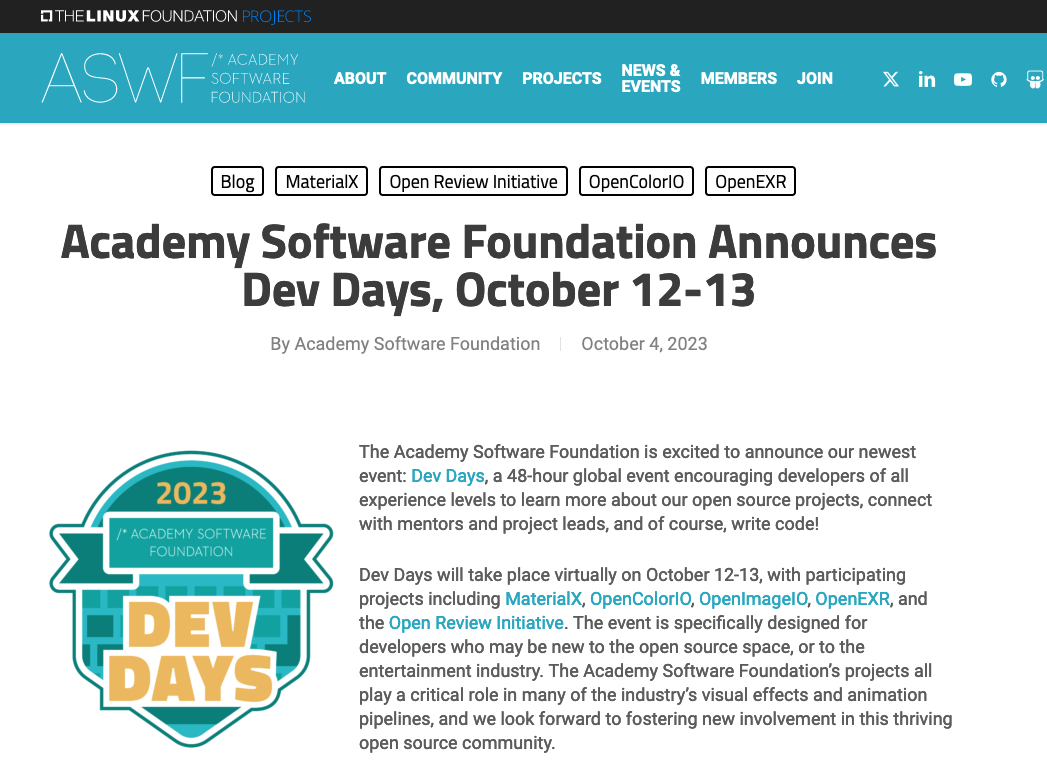 THE LINUX FOUNDATION PROJECTS
ASWF /* ACADEMY
SOFTWARE
FOUNDATION
ABOUT COMMUNITY PROJECTS NEWS &
EVENTS MEMBERS JOIN
Blog MaterialX Open Review Initiative OpenColorIO OpenEXR
Academy Software Foundation Announces
Dev Days, October 12-13
By Academy Software Foundation October 4, 2023
2023
/* ACADEMY SOFTWARE
FOUNDATION
DEV
DAYS
The Academy Software Foundation is excited to announce our newest
event: Dev Days, a 48-hour global event encouraging developers of all
experience levels to learn more about our open source projects, connect
with mentors and project leads, and of course, write code!
Dev Days will take place virtually on October 12-13, with participating
projects including MaterialX, OpenColorIO, OpenImageIO, OpenEXR, and
the Open Review Initiative. The event is specifically designed for
developers who may be new to the open source space, or to the
entertainment industry. The Academy Software Foundation’s projects all
play a critical role in many of the industry’s visual effects and animation
pipelines, and we look forward to fostering new involvement in this thriving
open source community.